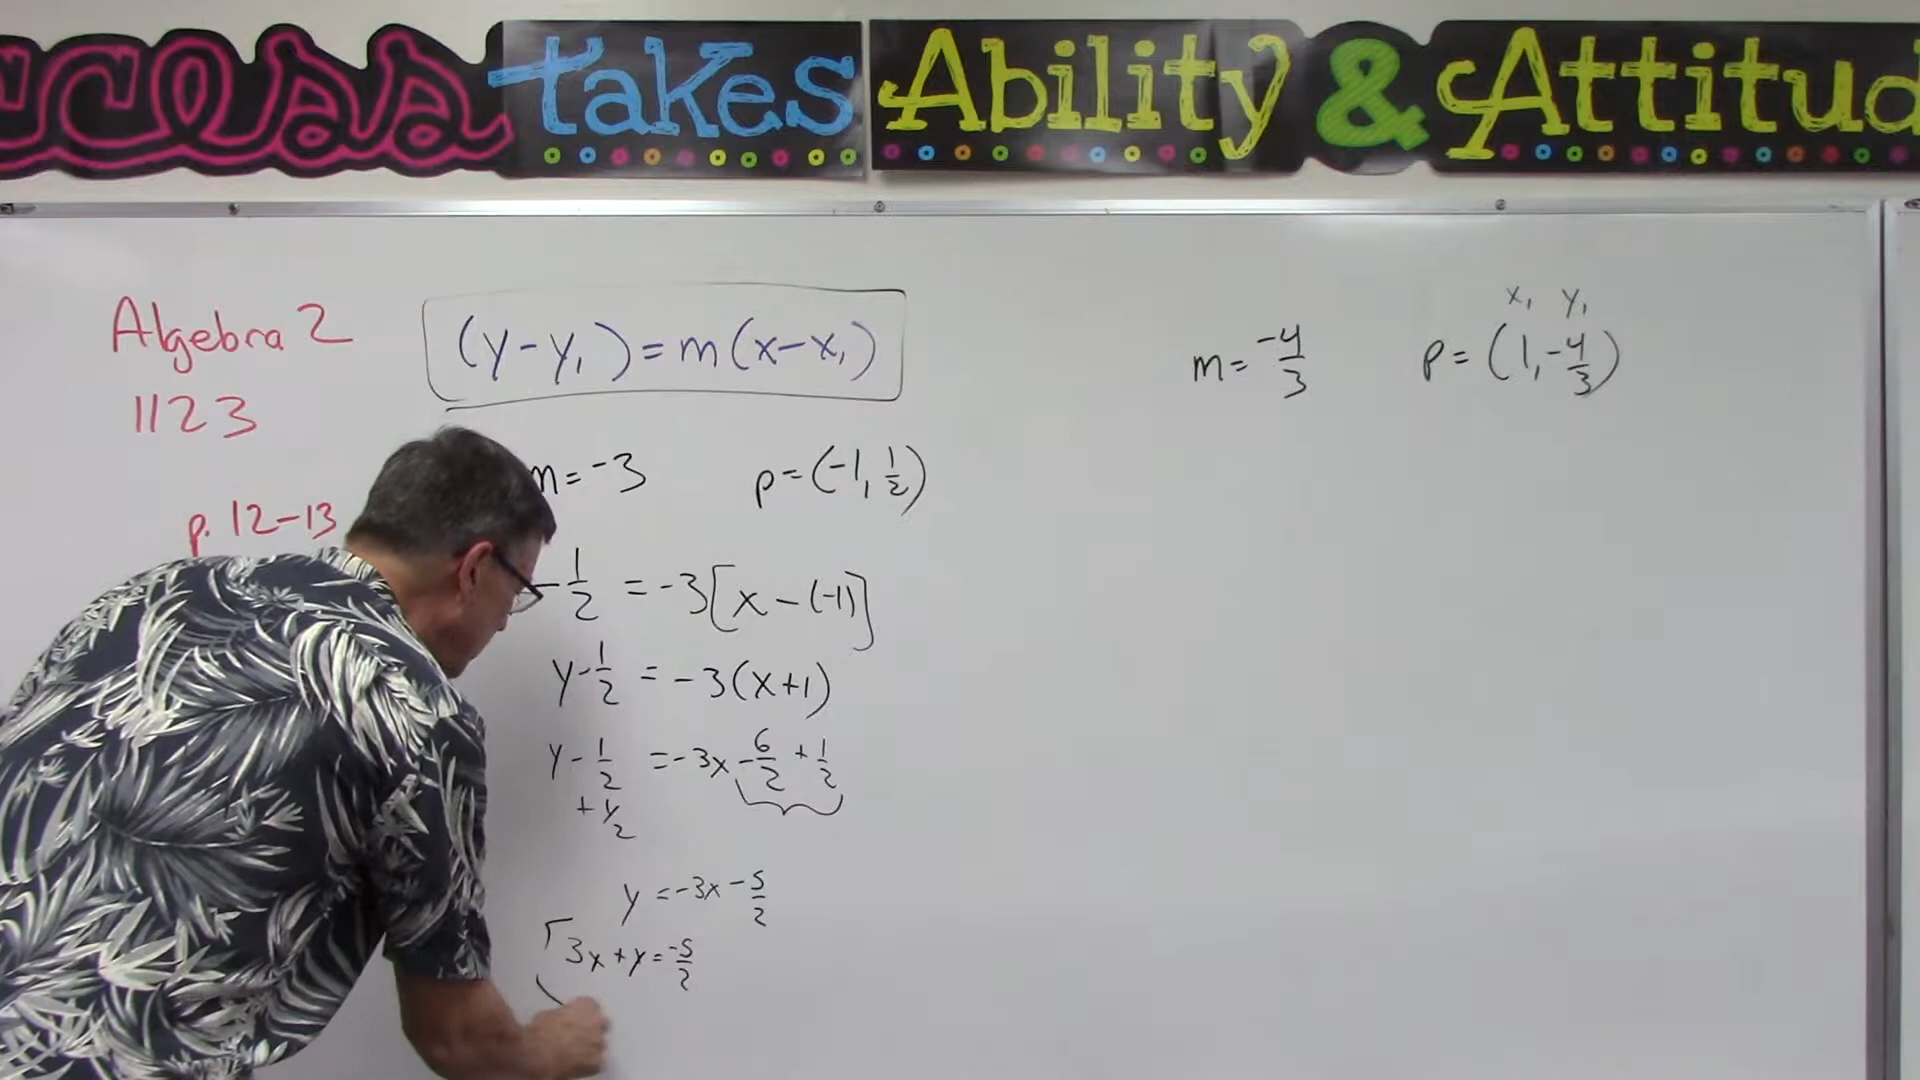 ccess takes Ability & Attitud
Algebra 2
1123
p. 12-13
(y-y₁)=m(x-x₁)
m=-3 p=(-1, 1/2)
-1/2 =-3[x-(-1)]
y-1/2 =-3(x+1)
y-1/2 =-3x-6/2+1/2
+1/2
y=-3x-5/2
3x+y=-5/2
x₁ y₁
m=-4/3 p=(1,-4/3)